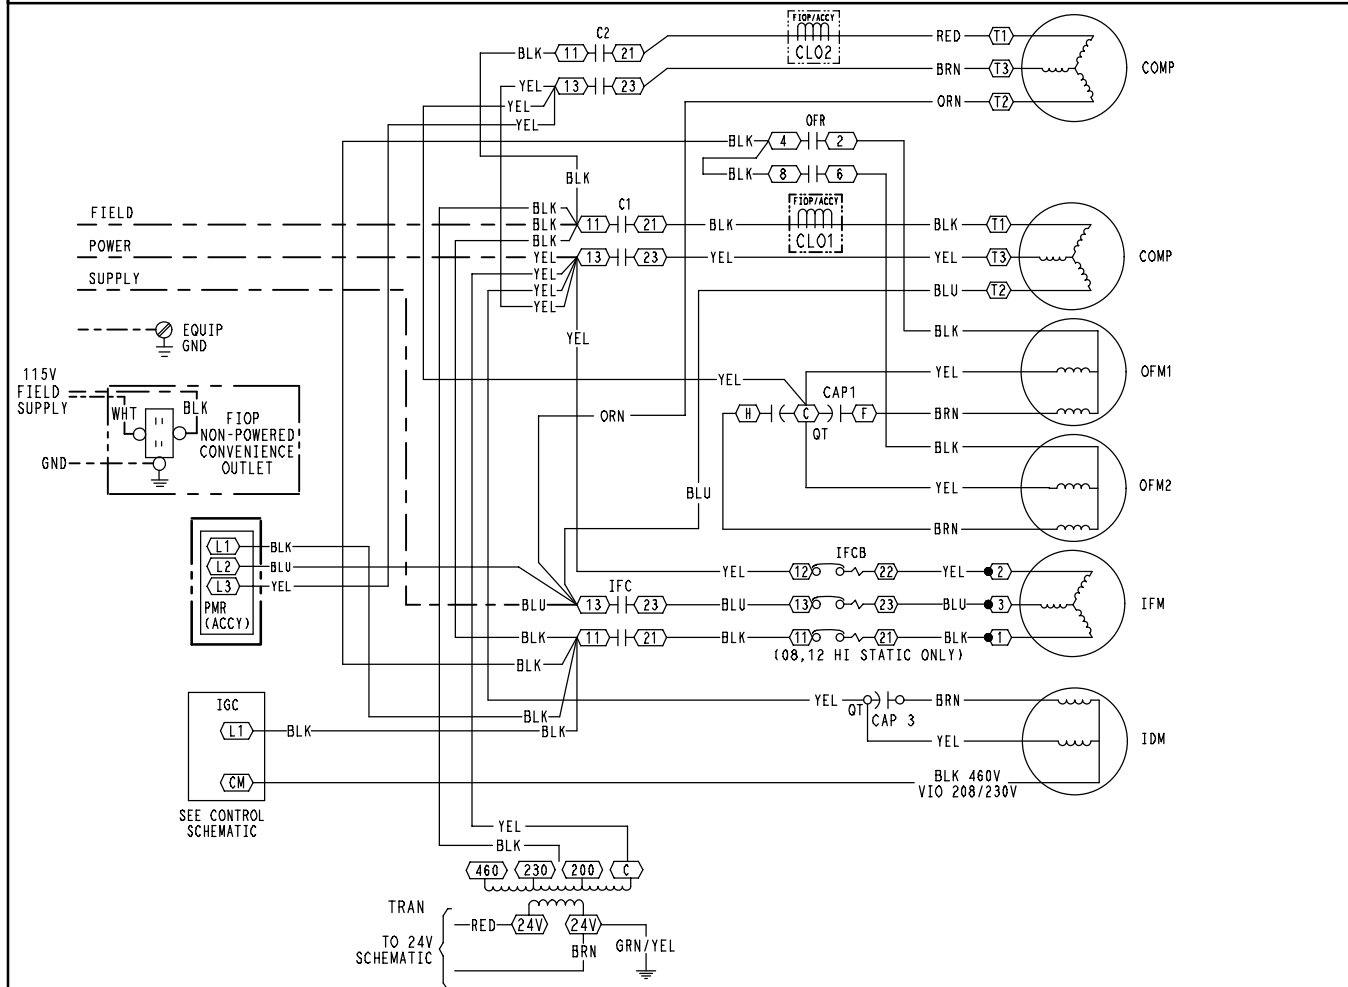 C2
FIOP/ACCY
CLO2
RED T1
BLK 11 21
BRN T3
COMP
YEL 13 23
YEL
ORN T2
YEL
OFR
BLK 4 2
BLK 8 6
BLK
C1
FIOP/ACCY
CLO1
FIELD
BLK
BLK 11 21 BLK
BLK T1
BLK
POWER
YEL 13 23 YEL
YEL T3
COMP
SUPPLY
YEL
YEL
YEL
BLU T2
EQUIP
GND
YEL
BLK
115V
FIELD
SUPPLY
WHT
BLK
FIOP
NON-POWERED
CONVENIENCE
OUTLET
GND
YEL
YEL
OFM1
CAP1
H C F
QT
BRN
ORN
BLK
BLU
YEL
OFM2
BRN
L1 BLK
L2 BLU
L3 YEL
PMR
(ACCY)
IFCB
YEL 12 22 YEL 2
IFC
BLU 13 23 BLU 13 23 BLU 3
IFM
BLK 11 21 BLK 11 21 BLK 1
(08,12 HI STATIC ONLY)
BLK
IGC
YEL
QT
CAP 3
BRN
BLK
L1 BLK
BLK
YEL
IDM
CM
BLK 460V
VIO 208/230V
SEE CONTROL
SCHEMATIC
YEL
BLK
460 230 200 C
TRAN
RED 24V 24V
TO 24V
SCHEMATIC
BRN
GRN/YEL